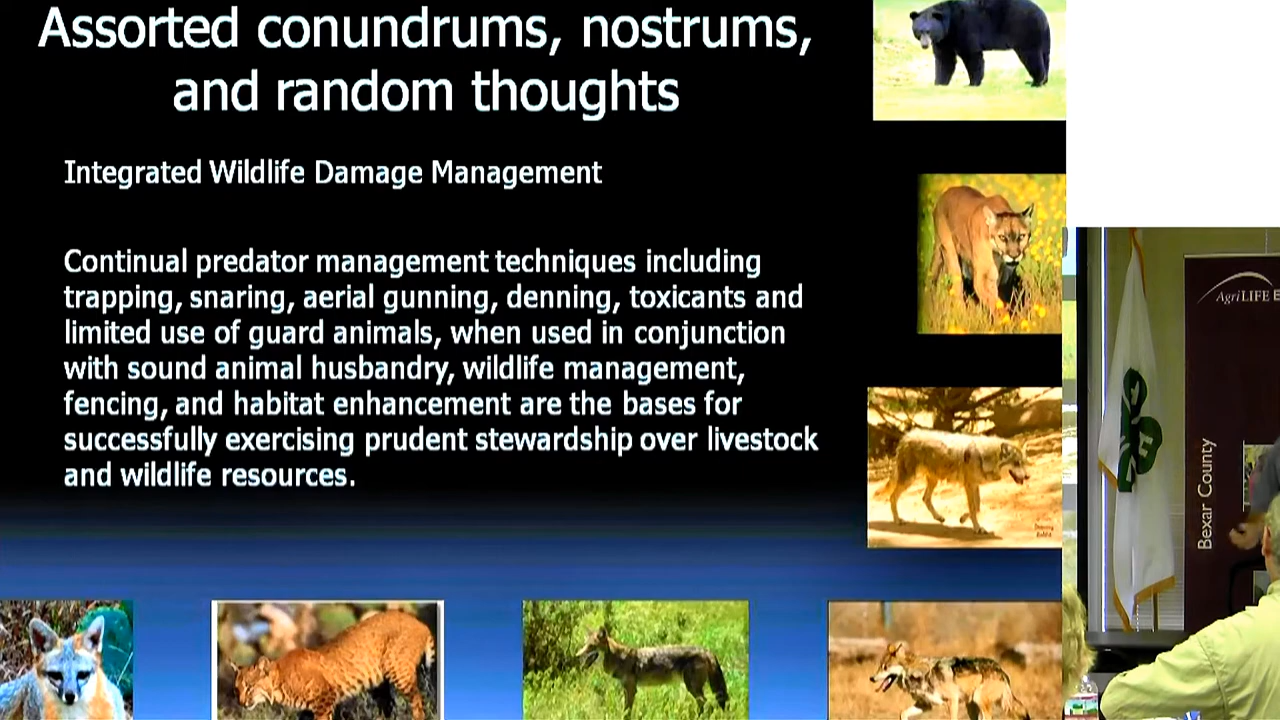 Assorted conundrums, nostrums,
and random thoughts
Integrated Wildlife Damage Management
Continual predator management techniques including
trapping, snaring, aerial gunning, denning, toxicants and
limited use of guard animals, when used in conjunction
with sound animal husbandry, wildlife management,
fencing, and habitat enhancement are the bases for
successfully exercising prudent stewardship over livestock
and wildlife resources.
AgriLIFE E
Bexar County